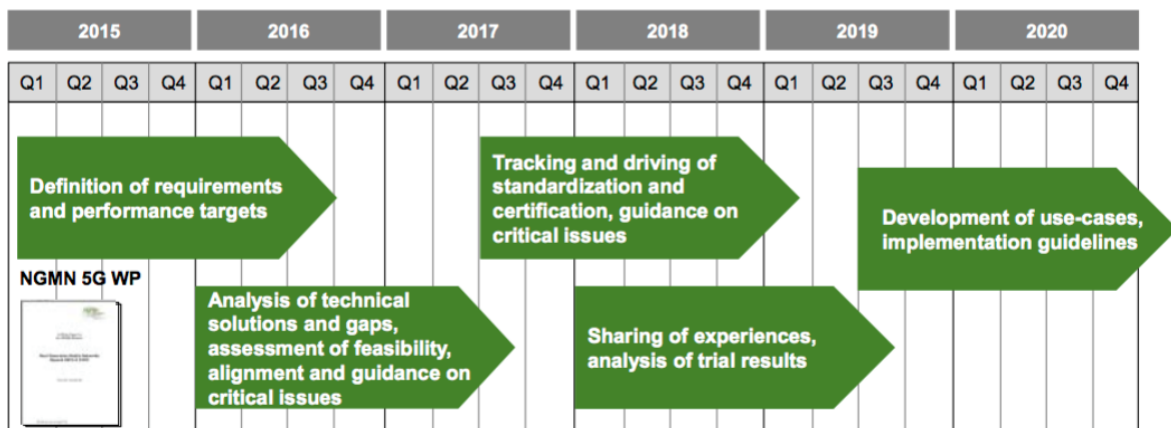 2015 2016 2017 2018 2019 2020
Q1 Q2 Q3 Q4 Q1 Q2 Q3 Q4 Q1 Q2 Q3 Q4 Q1 Q2 Q3 Q4 Q1 Q2 Q3 Q4 Q1 Q2 Q3 Q4
Definition of requirements
and performance targets
Tracking and driving of
standardization and
certification, guidance on
critical issues
Development of use-cases,
implementation guidelines
NGMN 5G WP
Analysis of technical
solutions and gaps,
assessment of feasibility,
alignment and guidance on
critical issues
Sharing of experiences,
analysis of trial results